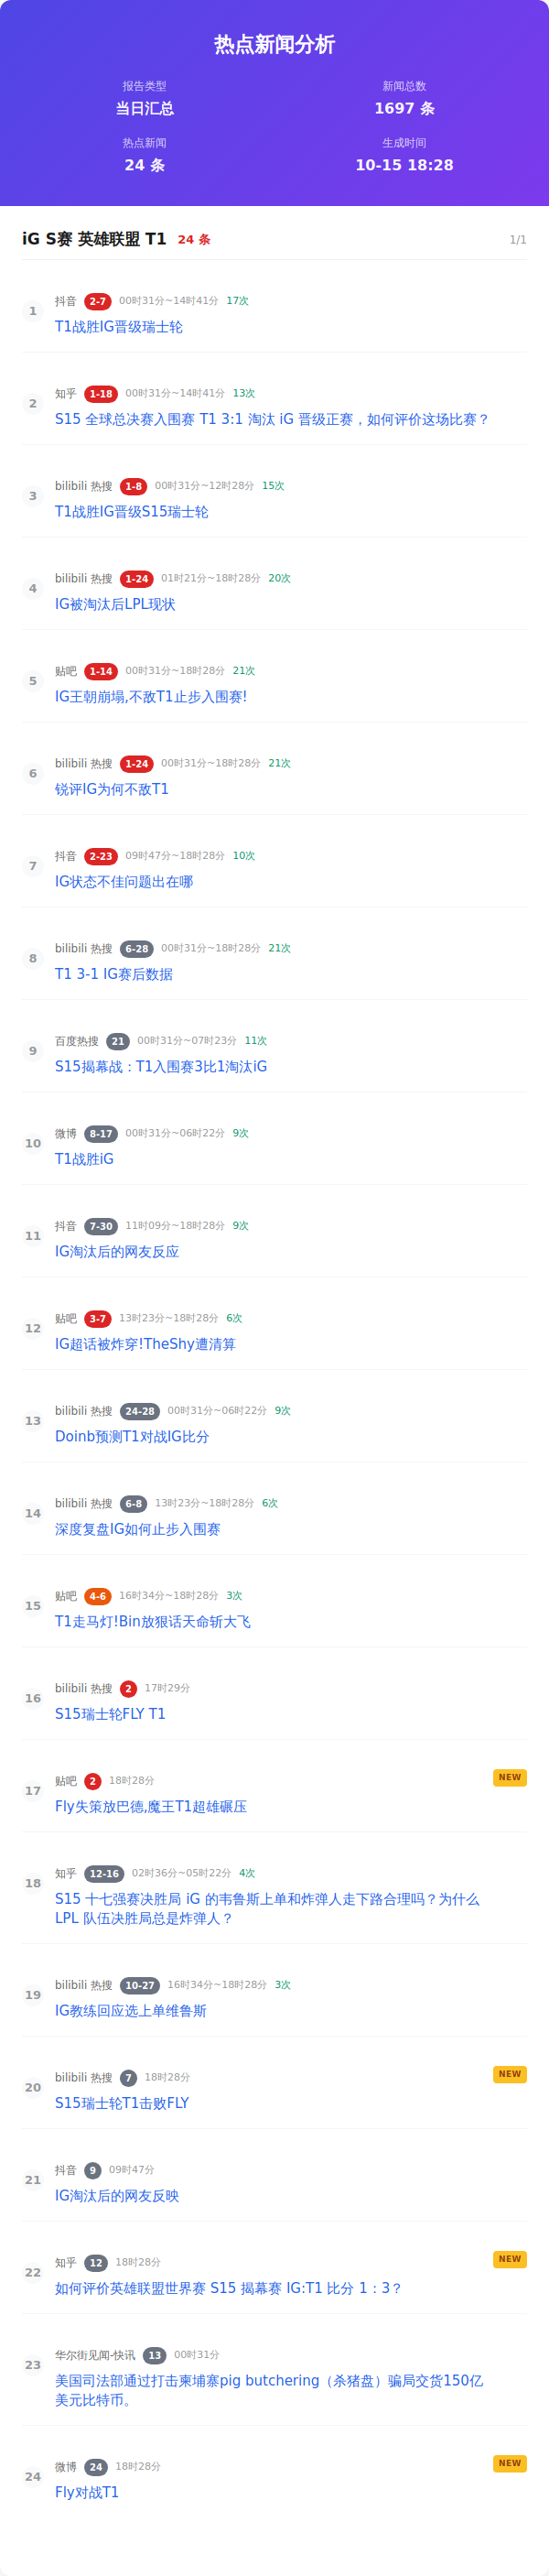 热点新闻分析
报告类型
新闻总数
当日汇总
1697 条
热点新闻
生成时间
24 条
10-15 18:28
iG S赛 英雄联盟 T1 24 条 1/1
1
抖音 2-7 00时31分~14时41分 17次
T1战胜IG晋级瑞士轮
2
知乎 1-18 00时31分~14时41分 13次
S15 全球总决赛入围赛 T1 3:1 淘汰 iG 晋级正赛，如何评价这场比赛？
3
bilibili 热搜 1-8 00时31分~12时28分 15次
T1战胜IG晋级S15瑞士轮
4
bilibili 热搜 1-24 01时21分~18时28分 20次
IG被淘汰后LPL现状
5
贴吧 1-14 00时31分~18时28分 21次
IG王朝崩塌,不敌T1止步入围赛!
6
bilibili 热搜 1-24 00时31分~18时28分 21次
锐评IG为何不敌T1
7
抖音 2-23 09时47分~18时28分 10次
IG状态不佳问题出在哪
8
bilibili 热搜 6-28 00时31分~18时28分 21次
T1 3-1 IG赛后数据
9
百度热搜 21 00时31分~07时23分 11次
S15揭幕战：T1入围赛3比1淘汰iG
10
微博 8-17 00时31分~06时22分 9次
T1战胜iG
11
抖音 7-30 11时09分~18时28分 9次
IG淘汰后的网友反应
12
贴吧 3-7 13时23分~18时28分 6次
IG超话被炸穿!TheShy遭清算
13
bilibili 热搜 24-28 00时31分~06时22分 9次
Doinb预测T1对战IG比分
14
bilibili 热搜 6-8 13时23分~18时28分 6次
深度复盘IG如何止步入围赛
15
贴吧 4-6 16时34分~18时28分 3次
T1走马灯!Bin放狠话天命斩大飞
16
bilibili 热搜 2 17时29分
S15瑞士轮FLY T1
17
贴吧 2 18时28分 NEW
Fly失策放巴德,魔王T1超雄碾压
18
知乎 12-16 02时36分~05时22分 4次
S15 十七强赛决胜局 iG 的韦鲁斯上单和炸弹人走下路合理吗？为什么
LPL 队伍决胜局总是炸弹人？
19
bilibili 热搜 10-27 16时34分~18时28分 3次
IG教练回应选上单维鲁斯
20
bilibili 热搜 7 18时28分 NEW
S15瑞士轮T1击败FLY
21
抖音 9 09时47分
IG淘汰后的网友反映
22
知乎 12 18时28分 NEW
如何评价英雄联盟世界赛 S15 揭幕赛 IG:T1 比分 1：3？
23
华尔街见闻-快讯 13 00时31分
美国司法部通过打击柬埔寨pig butchering（杀猪盘）骗局交货150亿
美元比特币。
24
微博 24 18时28分 NEW
Fly对战T1